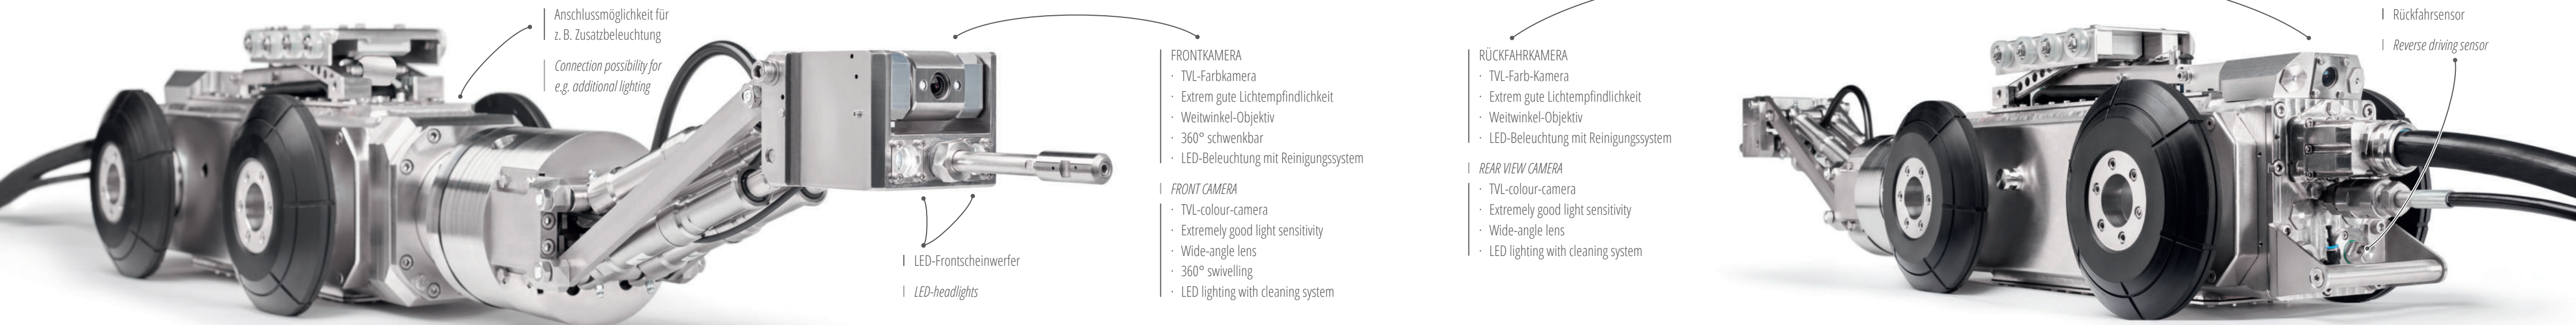 Anschlussmöglichkeit für
z. B. Zusatzbeleuchtung
Connection possibility for
e.g. additional lighting
LED-Frontscheinwerfer
LED-headlights
FRONTKAMERA
· TVL-Farbkamera
· Extrem gute Lichtempfindlichkeit
· Weitwinkel-Objektiv
· 360° schwenkbar
· LED-Beleuchtung mit Reinigungssystem
FRONT CAMERA
· TVL-colour-camera
· Extremely good light sensitivity
· Wide-angle lens
· 360° swivelling
· LED lighting with cleaning system
RÜCKFAHRKAMERA
· TVL-Farb-Kamera
· Extrem gute Lichtempfindlichkeit
· Weitwinkel-Objektiv
· LED-Beleuchtung mit Reinigungssystem
REAR VIEW CAMERA
· TVL-colour-camera
· Extremely good light sensitivity
· Wide-angle lens
· LED lighting with cleaning system
Rückfahrsensor
Reverse driving sensor